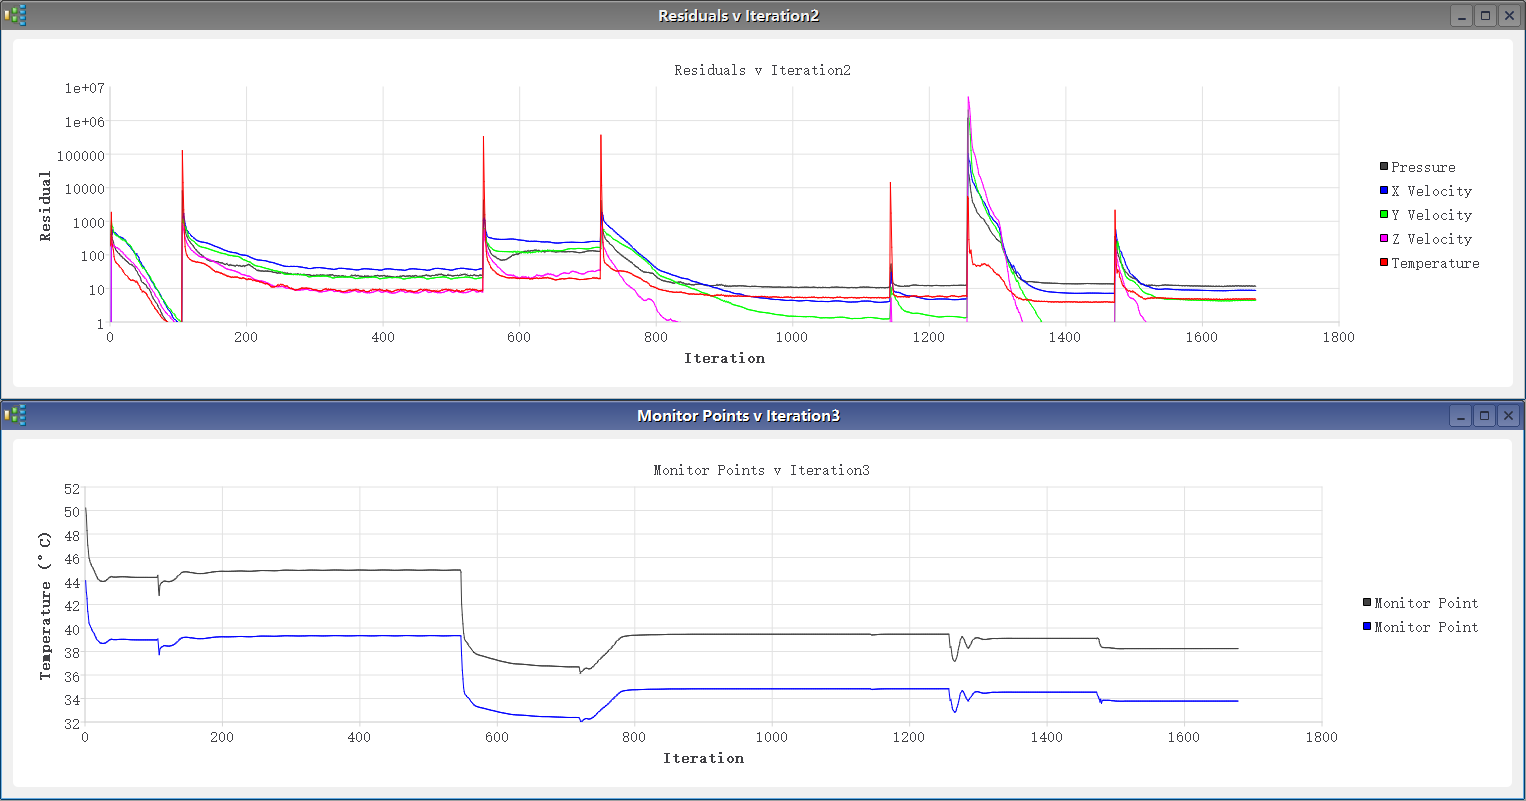 Residuals v Iteration2
Residuals v Iteration2
1e+07
1e+06
100000
10000
1000
100
10
1
Residual
0 200 400 600 800 1000 1200 1400 1600 1800
Iteration
Pressure
X Velocity
Y Velocity
Z Velocity
Temperature
Monitor Points v Iteration3
Monitor Points v Iteration3
52
50
48
46
44
42
40
38
36
34
32
Temperature (°C)
0 200 400 600 800 1000 1200 1400 1600 1800
Iteration
Monitor Point
Monitor Point